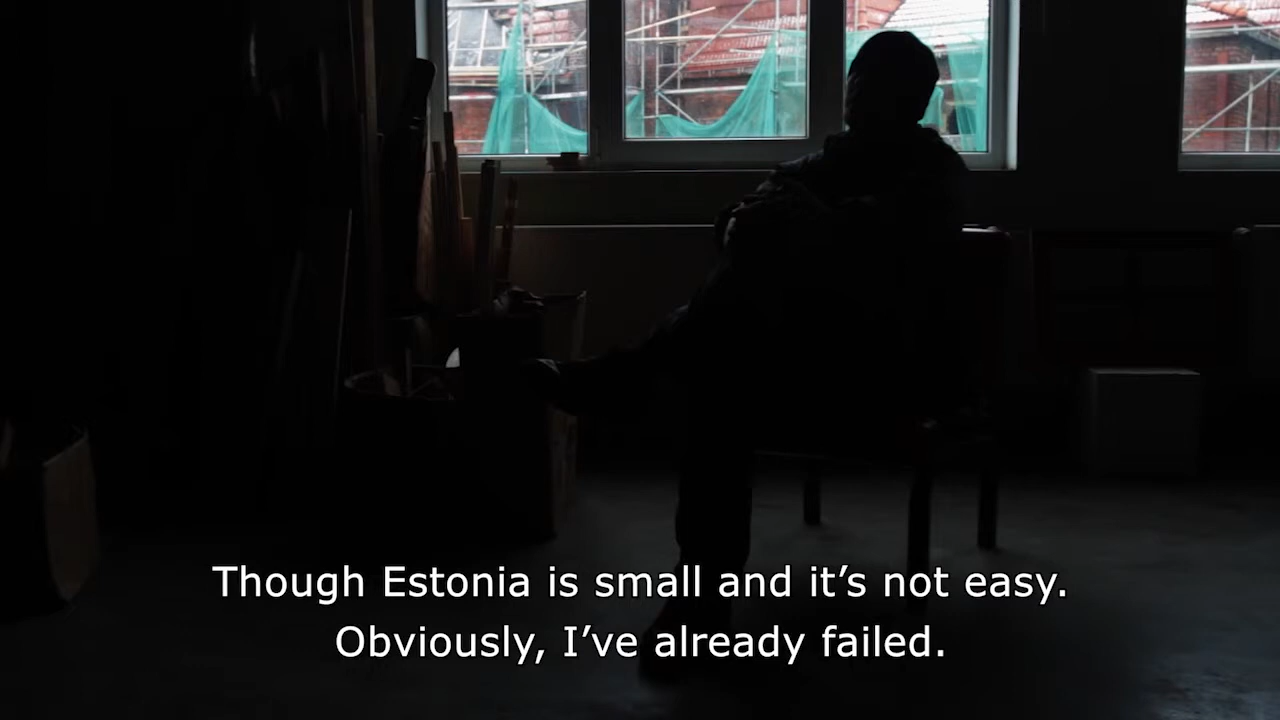 Though Estonia is small and it’s not easy.
Obviously, I’ve already failed.